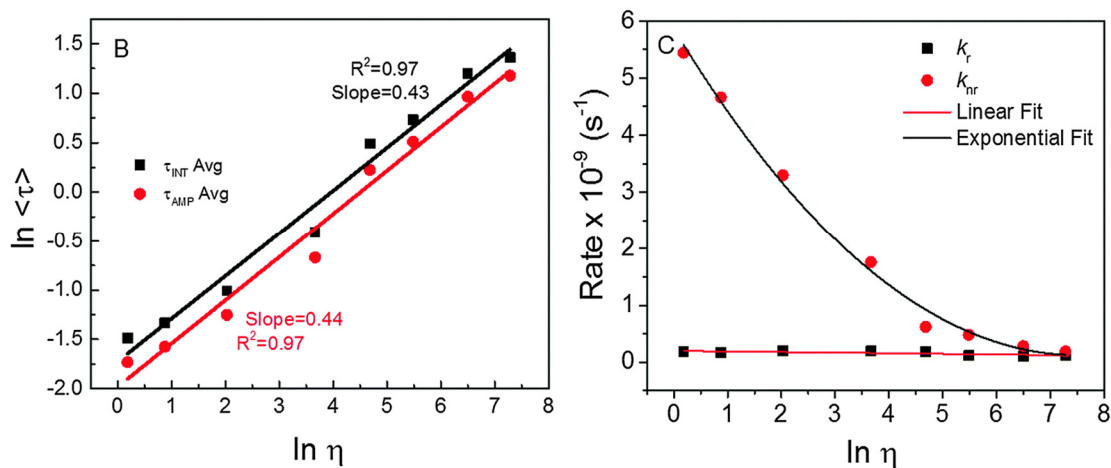 B
R²=0.97
Slope=0.43
τINT Avg
τAMP Avg
Slope=0.44
R²=0.97
1.5
1.0
0.5
0.0
-0.5
-1.0
-1.5
-2.0
ln <τ>
0 1 2 3 4 5 6 7 8
ln η
C
kr
knr
Linear Fit
Exponential Fit
6
5
4
3
2
1
0
Rate x 10⁻⁹ (s⁻¹)
0 1 2 3 4 5 6 7 8
ln η